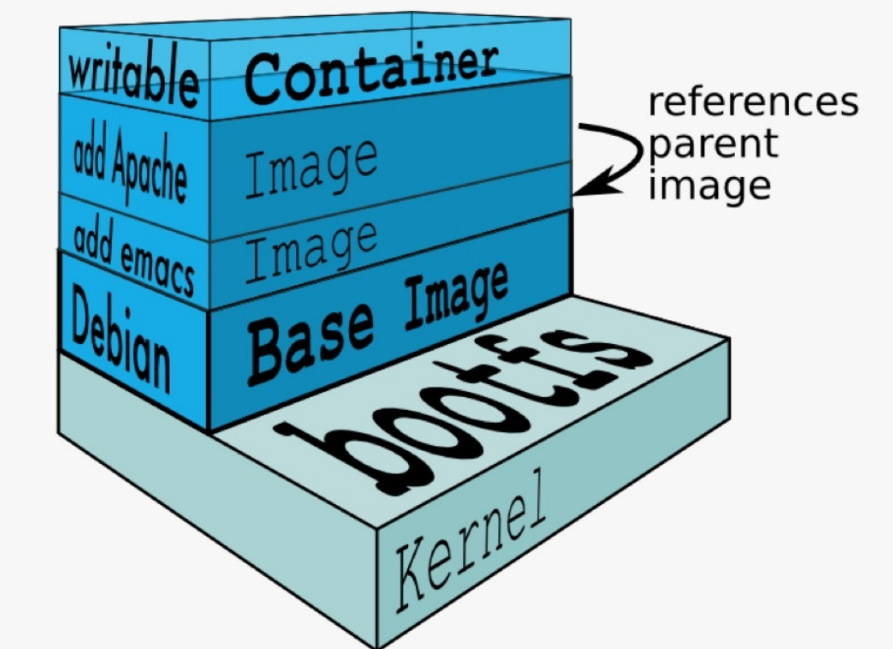 writable Container
add Apache Image
add emacs Image
Debian Base Image
bootfs
Kernel
references
parent
image